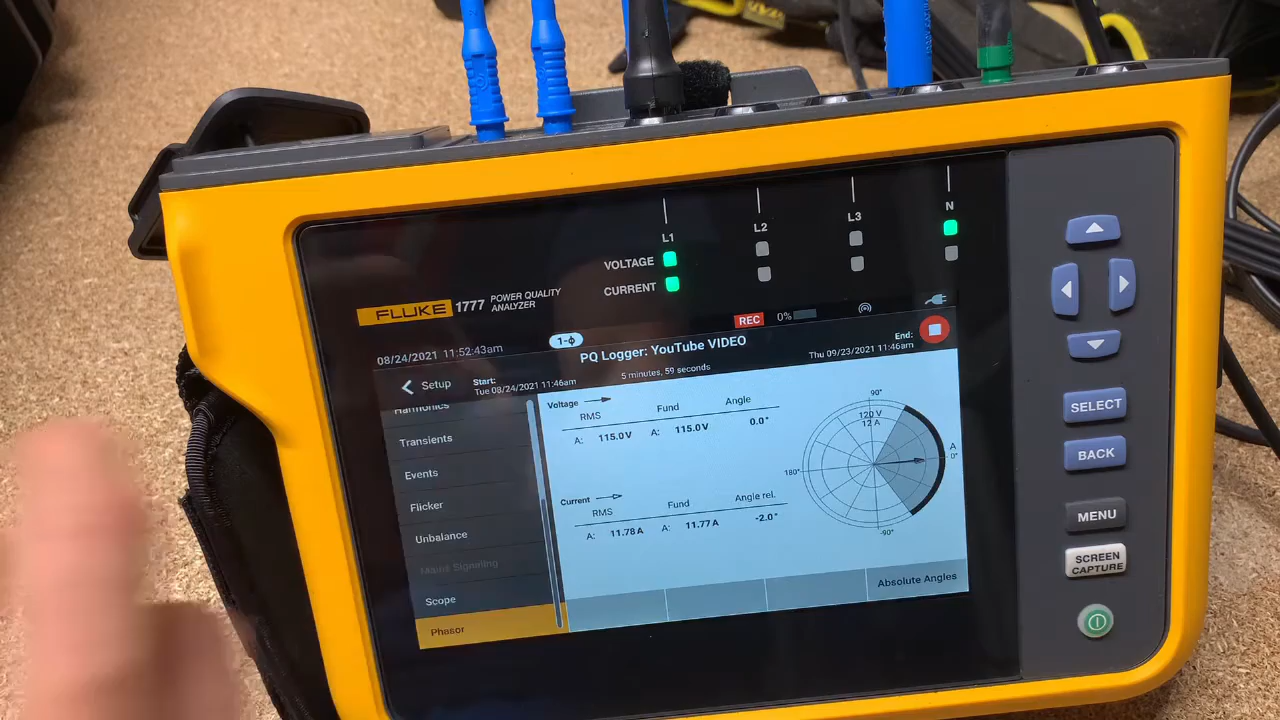 L1
L2
L3
N
VOLTAGE
CURRENT
FLUKE 1777 POWER QUALITY
ANALYZER
REC 0%
08/24/2021 11:52:43am
1-ϕ
PQ Logger: YouTube VIDEO
End:
Thu 09/23/2021 11:46am
Setup
Start:
Tue 08/24/2021 11:46am
5 minutes, 59 seconds
Harmonics
Transients
Events
Flicker
Unbalance
Mains Signaling
Scope
Phasor
Voltage
RMS Fund Angle
A: 115.0V A: 115.0V 0.0°
Current
RMS Fund Angle rel.
A: 11.78A A: 11.77A -2.0°
90°
120 V
12 A
180°
A
0°
-90°
Absolute Angles
SELECT
BACK
MENU
SCREEN
CAPTURE